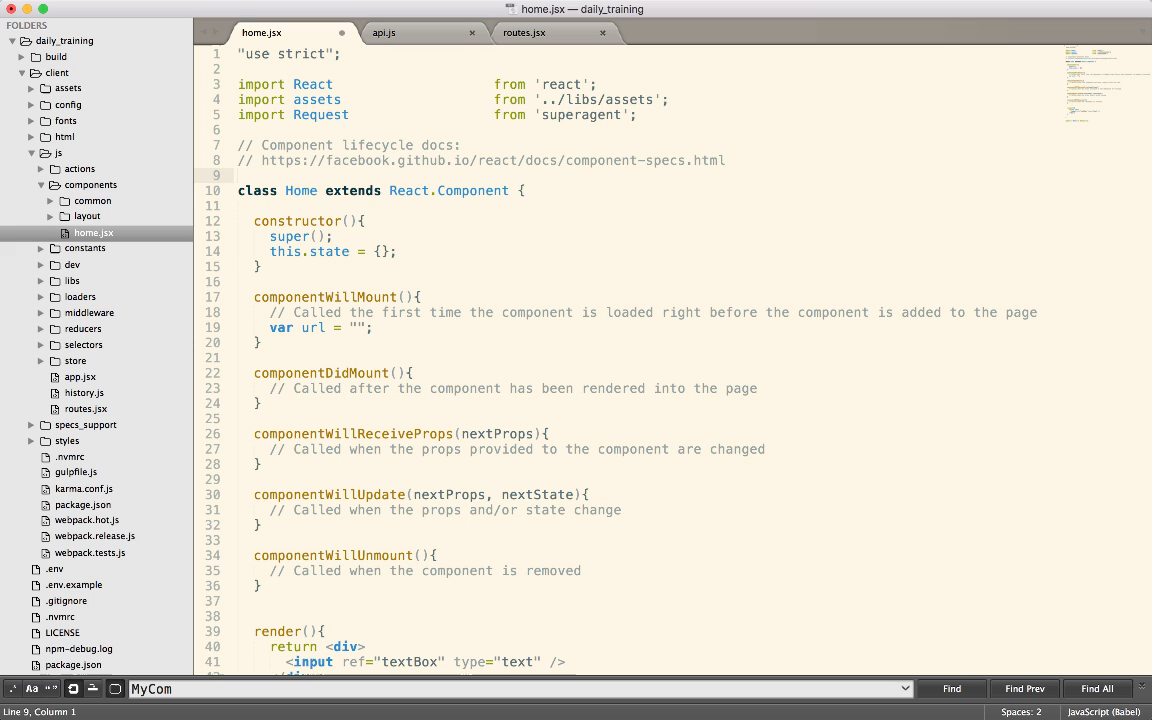 home.jsx — daily_training
FOLDERS
daily_training
build
client
assets
config
fonts
html
js
actions
components
common
layout
home.jsx
constants
dev
libs
loaders
middleware
reducers
selectors
store
app.jsx
history.js
routes.jsx
specs_support
styles
.nvmrc
gulpfile.js
karma.conf.js
package.json
webpack.hot.js
webpack.release.js
webpack.tests.js
.env
.env.example
.gitignore
.nvmrc
LICENSE
npm-debug.log
package.json
home.jsx
api.js
routes.jsx
1 "use strict";
2
3 import React from 'react';
4 import assets from '../libs/assets';
5 import Request from 'superagent';
6
7 // Component lifecycle docs:
8 // https://facebook.github.io/react/docs/component-specs.html
9
10 class Home extends React.Component {
11
12 constructor(){
13 super();
14 this.state = {};
15 }
16
17 componentWillMount(){
18 // Called the first time the component is loaded right before the component is added to the page
19 var url = "";
20 }
21
22 componentDidMount(){
23 // Called after the component has been rendered into the page
24 }
25
26 componentWillReceiveProps(nextProps){
27 // Called when the props provided to the component are changed
28 }
29
30 componentWillUpdate(nextProps, nextState){
31 // Called when the props and/or state change
32 }
33
34 componentWillUnmount(){
35 // Called when the component is removed
36 }
37
38
39 render(){
40 return <div>
41 <input ref="textBox" type="text" />
.* Aa “” MyCom Find Find Prev Find All
Line 9, Column 1 Spaces: 2 JavaScript (Babel)